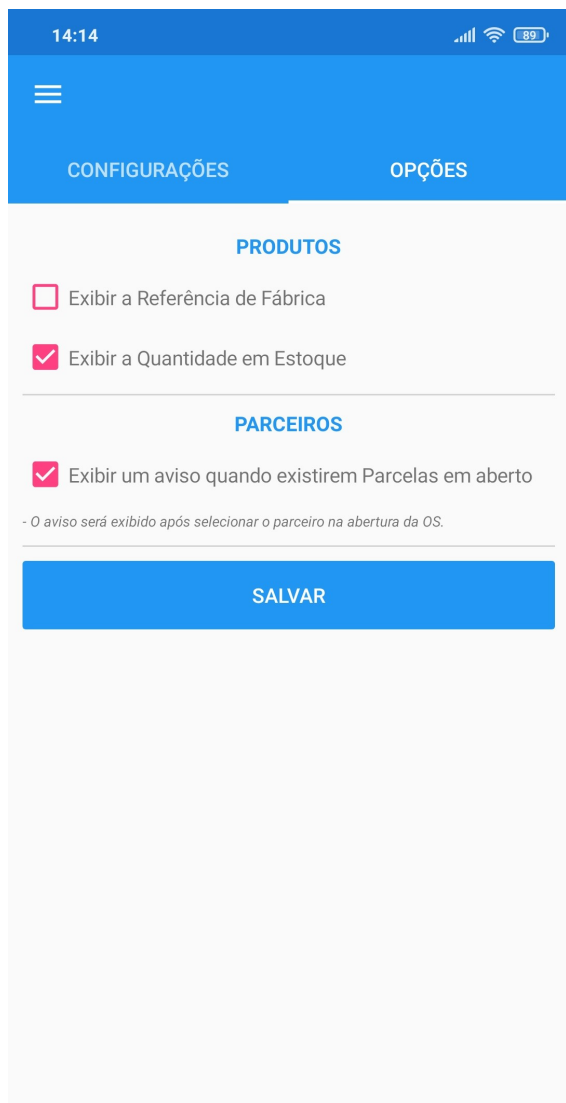 14:14
89
CONFIGURAÇÕES
OPÇÕES
PRODUTOS
Exibir a Referência de Fábrica
Exibir a Quantidade em Estoque
PARCEIROS
Exibir um aviso quando existirem Parcelas em aberto
- O aviso será exibido após selecionar o parceiro na abertura da OS.
SALVAR